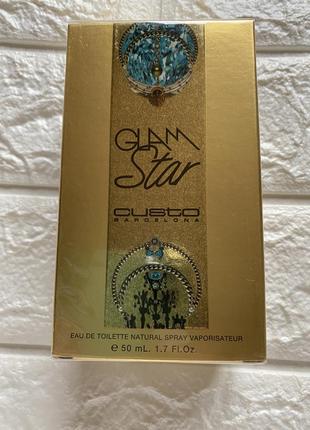 GLAM
Star
CUSTO
BARCELONA
EAU DE TOILETTE NATURAL SPRAY VAPORISATEUR
℮ 50 mL. 1.7 Fl.Oz.